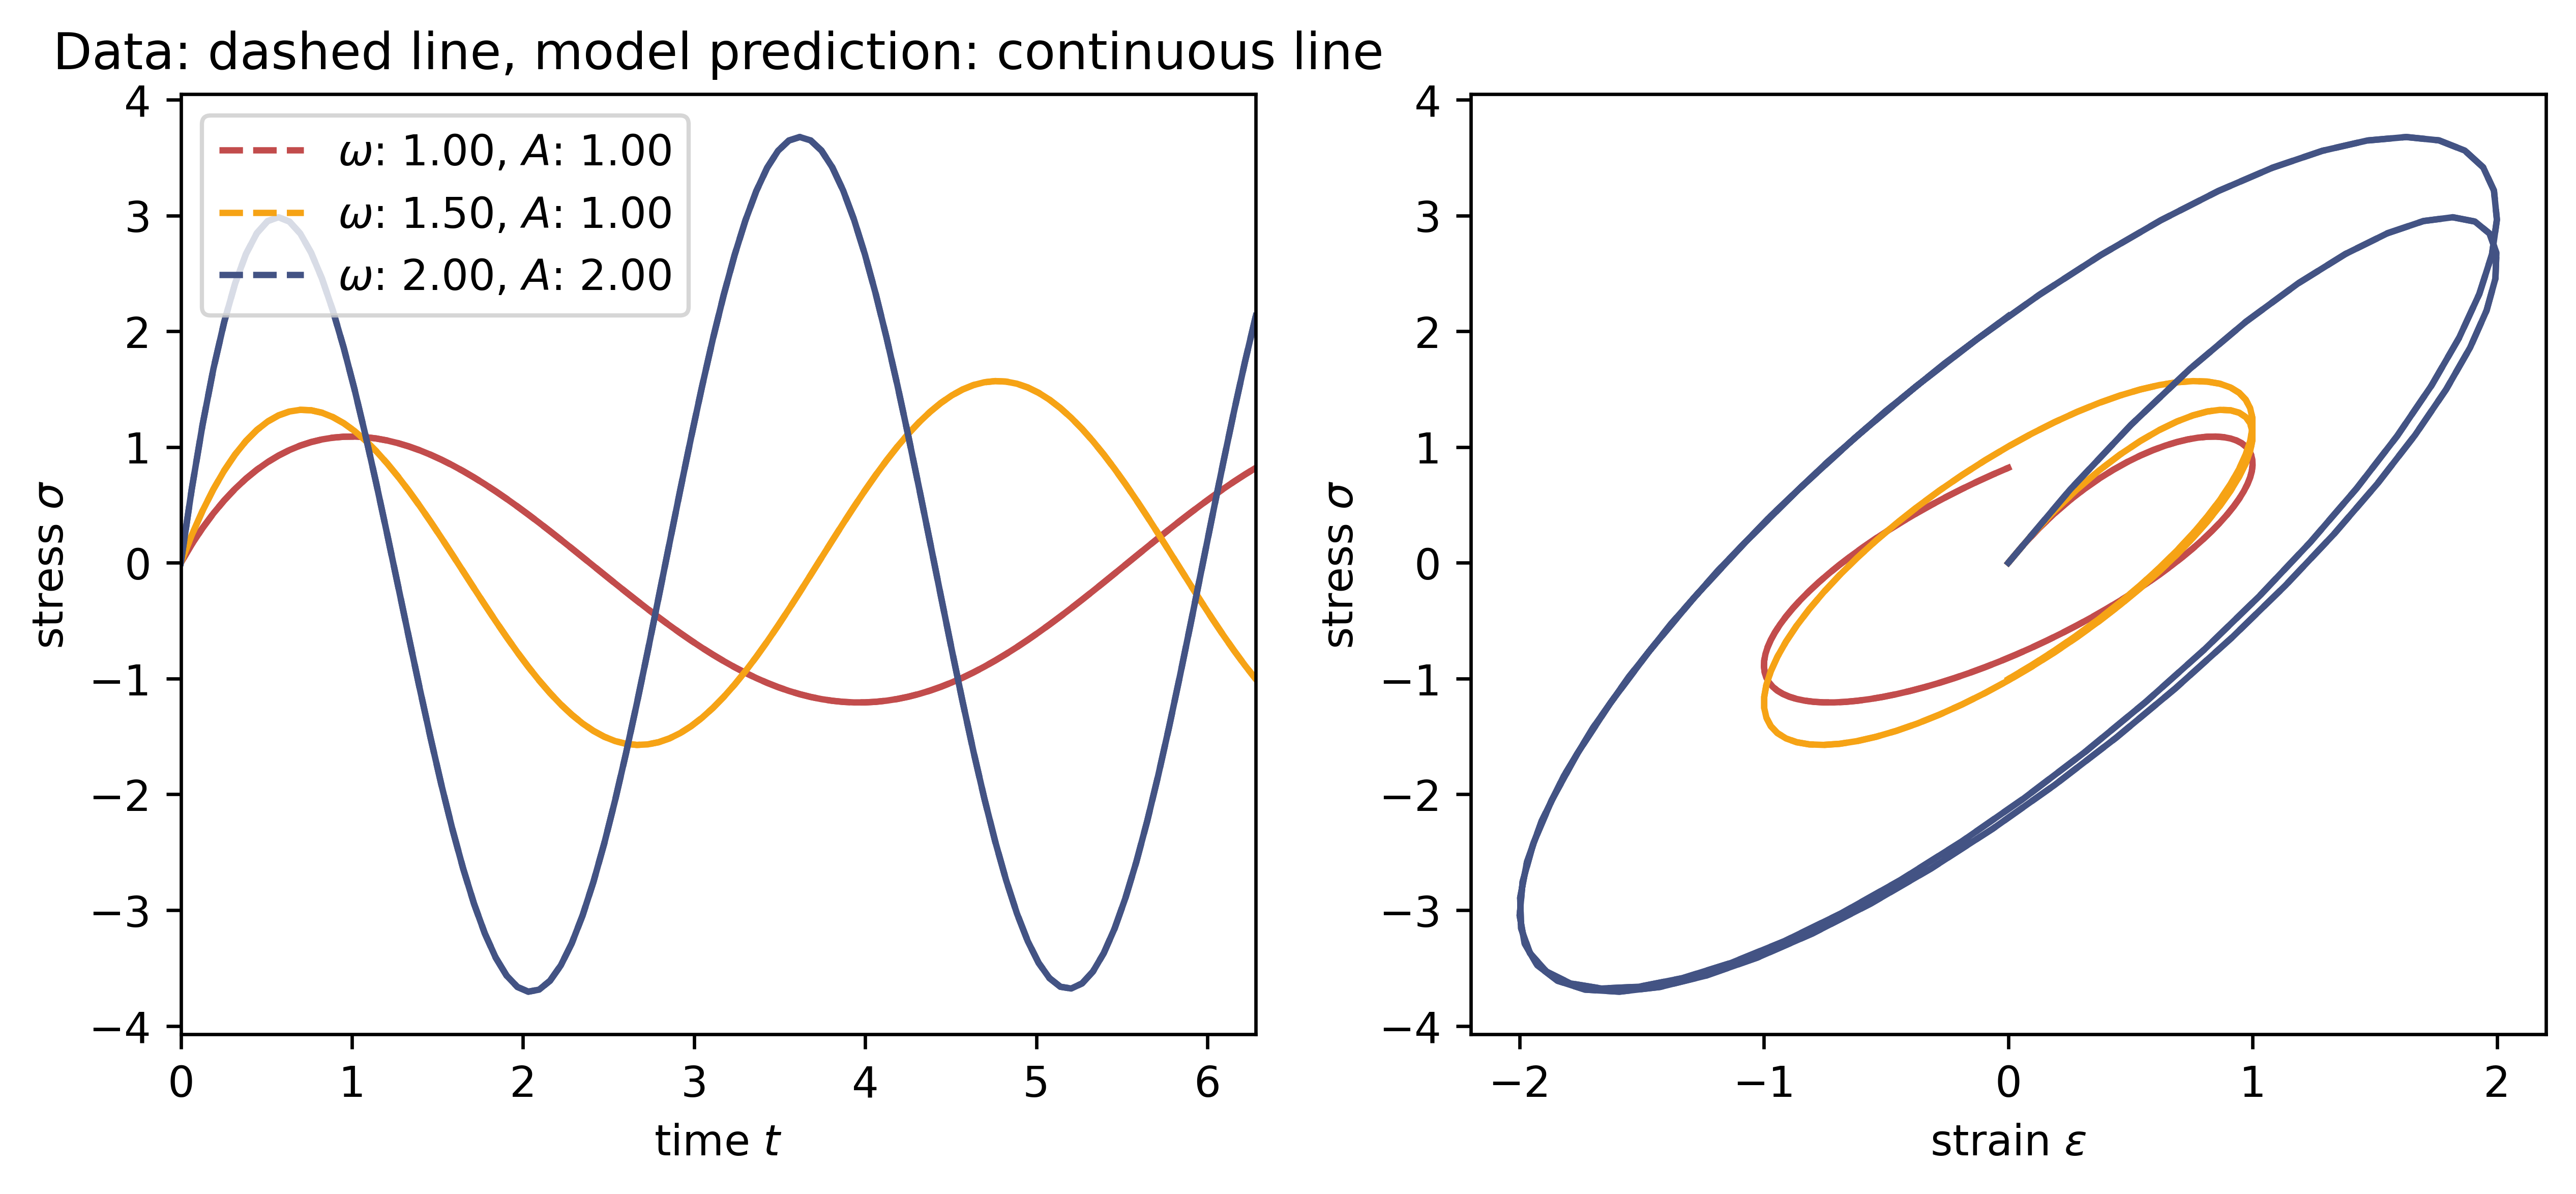 Data: dashed line, model prediction: continuous line
ω: 1.00, A: 1.00
ω: 1.50, A: 1.00
ω: 2.00, A: 2.00
4
3
2
1
0
−1
−2
−3
−4
stress σ
0 1 2 3 4 5 6
time t
4
3
2
1
0
−1
−2
−3
−4
stress σ
−2 −1 0 1 2
strain ε